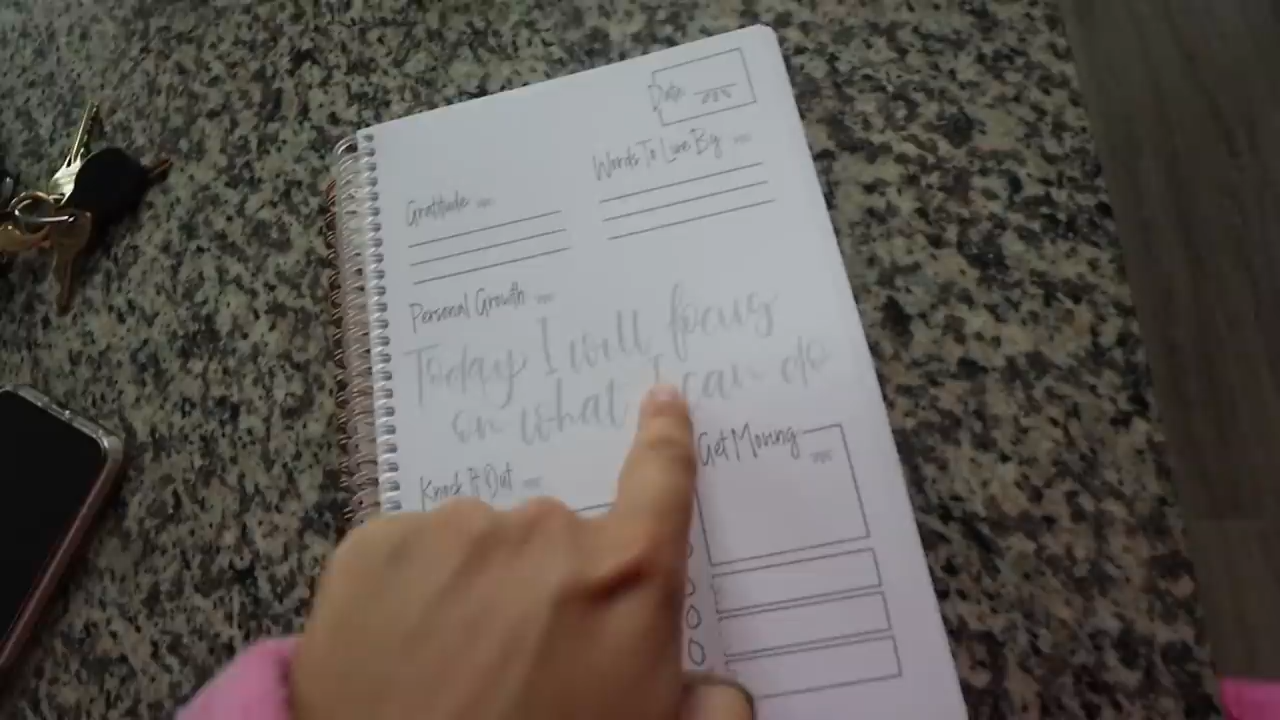 Date
Words To Live By
Gratitude
Personal Growth
Today I will focus
on what I can do
Knock It Out
Get Moving